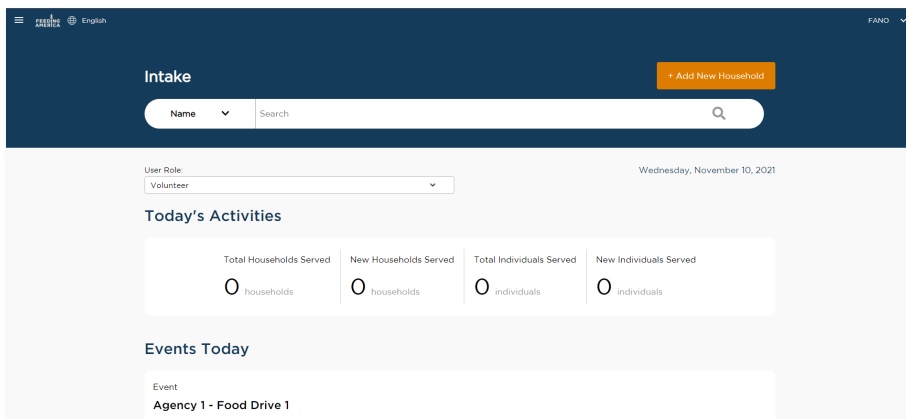 FEEDING
AMERICA
English
FANO
Intake
+ Add New Household
Name
Search
User Role:
Wednesday, November 10, 2021
Volunteer
Today's Activities
Total Households Served
New Households Served
Total Individuals Served
New Individuals Served
0 households
0 households
0 individuals
0 individuals
Events Today
Event
Agency 1 - Food Drive 1